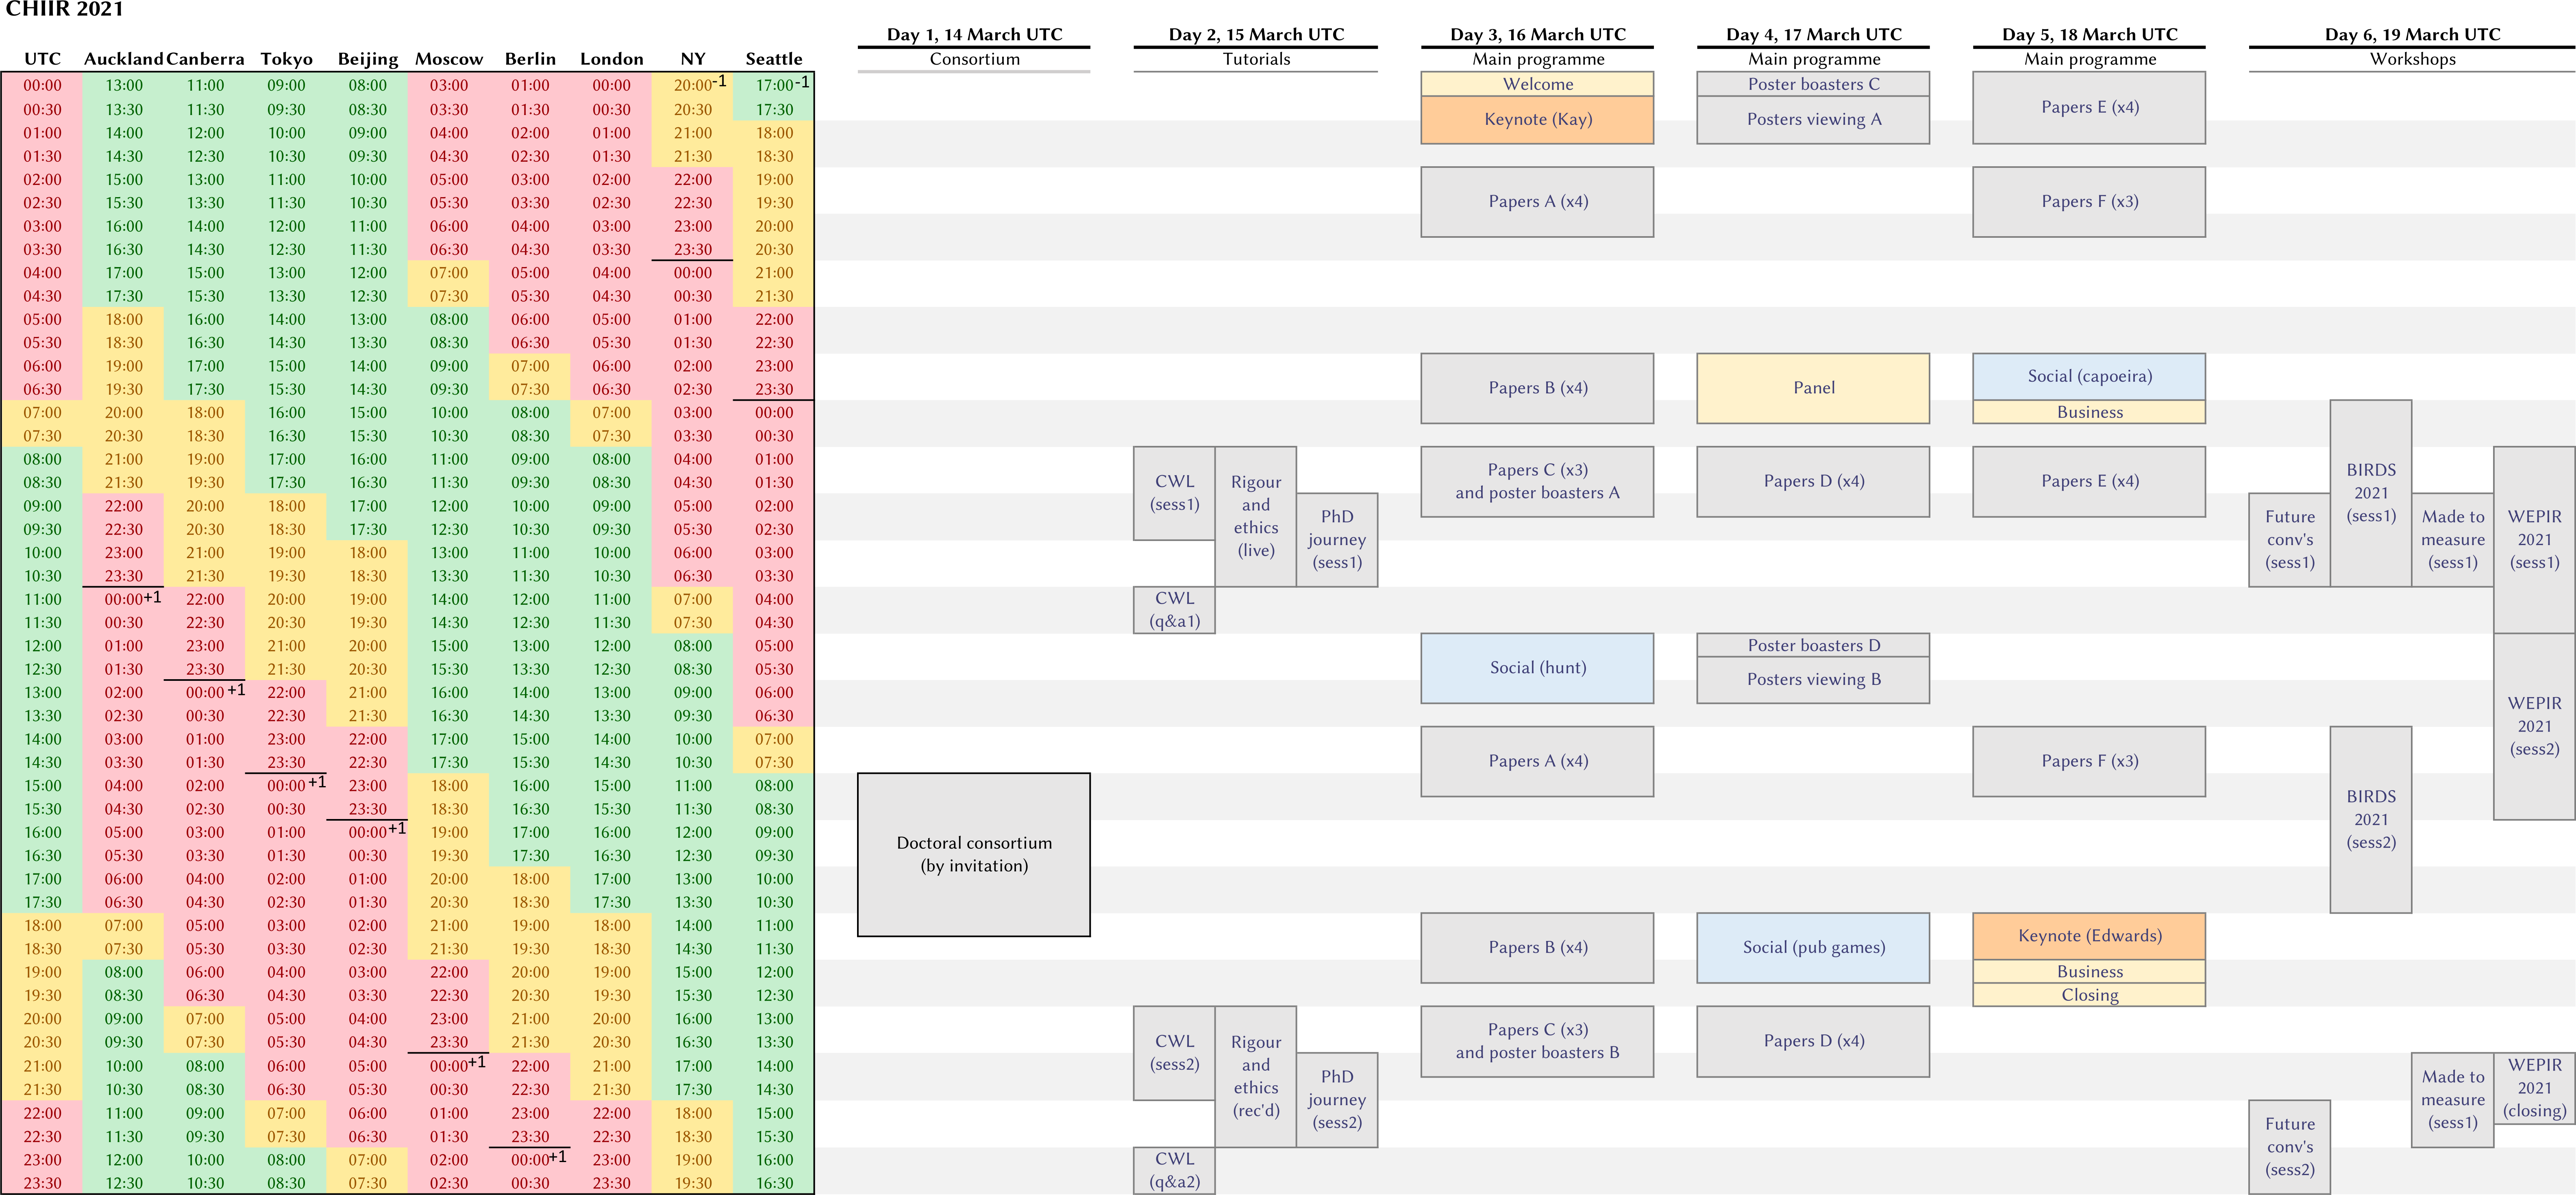 CHIIR 2021
Day 1, 14 March UTC Day 2, 15 March UTC Day 3, 16 March UTC Day 4, 17 March UTC Day 5, 18 March UTC Day 6, 19 March UTC
UTC Auckland Canberra Tokyo Beijing Moscow Berlin London NY Seattle Consortium Tutorials Main programme Main programme Main programme Workshops
00:00 13:00 11:00 09:00 08:00 03:00 01:00 00:00 20:00-1 17:00-1 Welcome Poster boasters C
00:30 13:30 11:30 09:30 08:30 03:30 01:30 00:30 20:30 17:30 Papers E (x4)
Keynote (Kay) Posters viewing A
01:00 14:00 12:00 10:00 09:00 04:00 02:00 01:00 21:00 18:00
01:30 14:30 12:30 10:30 09:30 04:30 02:30 01:30 21:30 18:30
02:00 15:00 13:00 11:00 10:00 05:00 03:00 02:00 22:00 19:00
02:30 15:30 13:30 11:30 10:30 05:30 03:30 02:30 22:30 19:30 Papers A (x4) Papers F (x3)
03:00 16:00 14:00 12:00 11:00 06:00 04:00 03:00 23:00 20:00
03:30 16:30 14:30 12:30 11:30 06:30 04:30 03:30 23:30 20:30
04:00 17:00 15:00 13:00 12:00 07:00 05:00 04:00 00:00 21:00
04:30 17:30 15:30 13:30 12:30 07:30 05:30 04:30 00:30 21:30
05:00 18:00 16:00 14:00 13:00 08:00 06:00 05:00 01:00 22:00
05:30 18:30 16:30 14:30 13:30 08:30 06:30 05:30 01:30 22:30
06:00 19:00 17:00 15:00 14:00 09:00 07:00 06:00 02:00 23:00 Social (capoeira)
06:30 19:30 17:30 15:30 14:30 09:30 07:30 06:30 02:30 23:30 Papers B (x4) Panel
07:00 20:00 18:00 16:00 15:00 10:00 08:00 07:00 03:00 00:00 Business
07:30 20:30 18:30 16:30 15:30 10:30 08:30 07:30 03:30 00:30
08:00 21:00 19:00 17:00 16:00 11:00 09:00 08:00 04:00 01:00 Papers C (x3) BIRDS
08:30 21:30 19:30 17:30 16:30 11:30 09:30 08:30 04:30 01:30 CWL Rigour and poster boasters A Papers D (x4) Papers E (x4) 2021
09:00 22:00 20:00 18:00 17:00 12:00 10:00 09:00 05:00 02:00 (sess1) and (sess1)
09:30 22:30 20:30 18:30 17:30 12:30 10:30 09:30 05:30 02:30 ethics PhD Future Made to WEPIR
10:00 23:00 21:00 19:00 18:00 13:00 11:00 10:00 06:00 03:00 (live) journey conv's measure 2021
10:30 23:30 21:30 19:30 18:30 13:30 11:30 10:30 06:30 03:30 (sess1) (sess1) (sess1) (sess1)
11:00 00:00+1 22:00 20:00 19:00 14:00 12:00 11:00 07:00 04:00 CWL
11:30 00:30 22:30 20:30 19:30 14:30 12:30 11:30 07:30 04:30 (q&a1)
12:00 01:00 23:00 21:00 20:00 15:00 13:00 12:00 08:00 05:00 Poster boasters D
12:30 01:30 23:30 21:30 20:30 15:30 13:30 12:30 08:30 05:30 Social (hunt)
13:00 02:00 00:00 +1 22:00 21:00 16:00 14:00 13:00 09:00 06:00 Posters viewing B WEPIR
13:30 02:30 00:30 22:30 21:30 16:30 14:30 13:30 09:30 06:30 2021
14:00 03:00 01:00 23:00 22:00 17:00 15:00 14:00 10:00 07:00 (sess2)
14:30 03:30 01:30 23:30 22:30 17:30 15:30 14:30 10:30 07:30 Papers A (x4) Papers F (x3)
15:00 04:00 02:00 00:00 +1 23:00 18:00 16:00 15:00 11:00 08:00
15:30 04:30 02:30 00:30 23:30 18:30 16:30 15:30 11:30 08:30 BIRDS
16:00 05:00 03:00 01:00 00:00+1 19:00 17:00 16:00 12:00 09:00 Doctoral consortium 2021
16:30 05:30 03:30 01:30 00:30 19:30 17:30 16:30 12:30 09:30 (by invitation) (sess2)
17:00 06:00 04:00 02:00 01:00 20:00 18:00 17:00 13:00 10:00
17:30 06:30 04:30 02:30 01:30 20:30 18:30 17:30 13:30 10:30
18:00 07:00 05:00 03:00 02:00 21:00 19:00 18:00 14:00 11:00 Keynote (Edwards)
18:30 07:30 05:30 03:30 02:30 21:30 19:30 18:30 14:30 11:30 Papers B (x4) Social (pub games)
19:00 08:00 06:00 04:00 03:00 22:00 20:00 19:00 15:00 12:00 Business
19:30 08:30 06:30 04:30 03:30 22:30 20:30 19:30 15:30 12:30 Closing
20:00 09:00 07:00 05:00 04:00 23:00 21:00 20:00 16:00 13:00 Papers C (x3)
20:30 09:30 07:30 05:30 04:30 23:30 21:30 20:30 16:30 13:30 CWL Rigour and poster boasters B Papers D (x4)
21:00 10:00 08:00 06:00 05:00 00:00+1 22:00 21:00 17:00 14:00 (sess2) and WEPIR
21:30 10:30 08:30 06:30 05:30 00:30 22:30 21:30 17:30 14:30 ethics PhD Made to 2021
22:00 11:00 09:00 07:00 06:00 01:00 23:00 22:00 18:00 15:00 (rec'd) journey measure (closing)
22:30 11:30 09:30 07:30 06:30 01:30 23:30 22:30 18:30 15:30 (sess2) Future (sess1)
23:00 12:00 10:00 08:00 07:00 02:00 00:00+1 23:00 19:00 16:00 CWL conv's
23:30 12:30 10:30 08:30 07:30 02:30 00:30 23:30 19:30 16:30 (q&a2) (sess2)